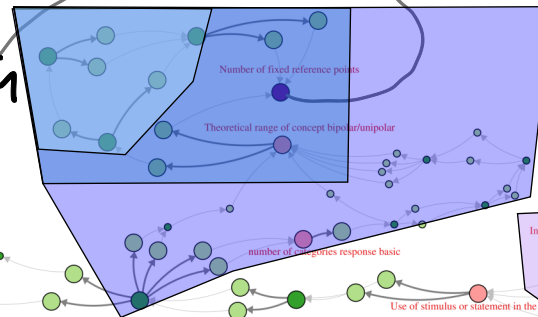 Number of fixed reference points
Theoretical range of concept bipolar/unipolar
number of categories response basic
In
Use of stimulus or statement in the